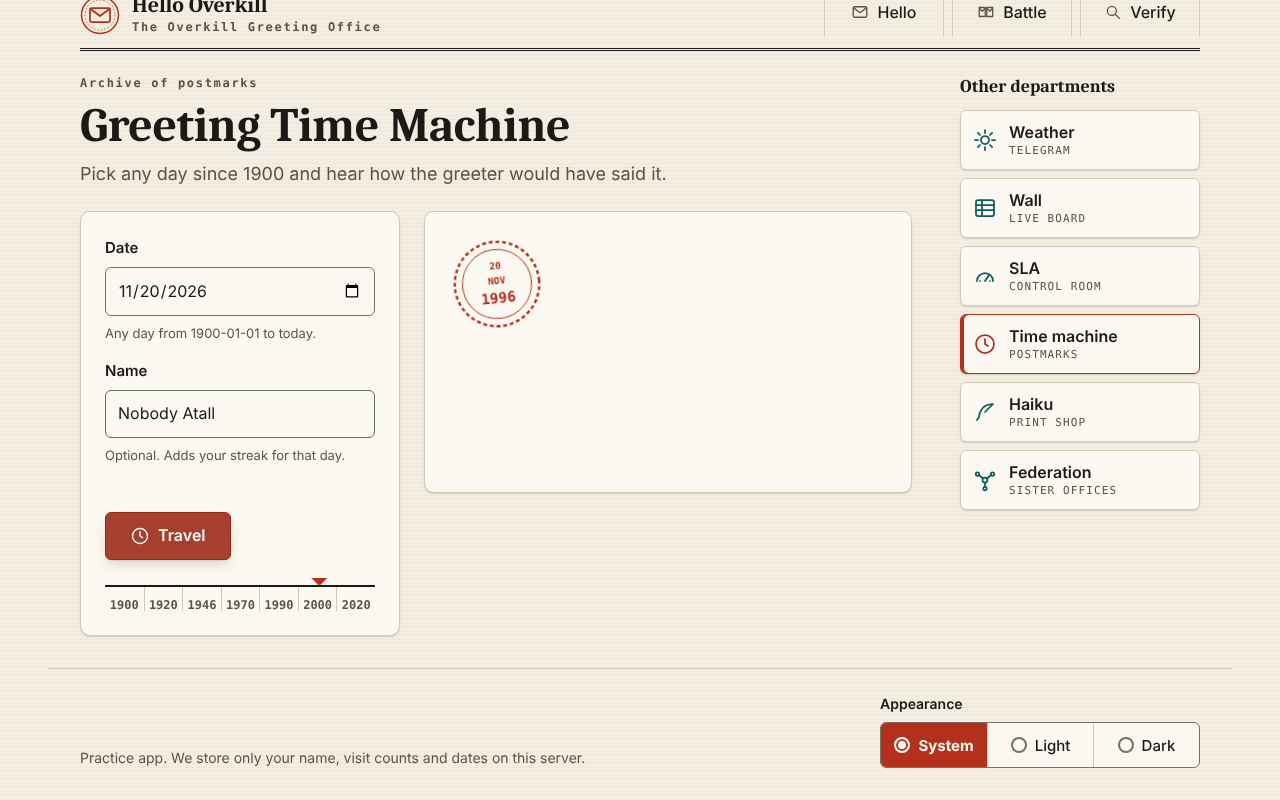 Hello Overkill
The Overkill Greeting Office
Hello
Battle
Verify
Archive of postmarks
Greeting Time Machine
Pick any day since 1900 and hear how the greeter would have said it.
Date
11/20/2026
Any day from 1900-01-01 to today.
Name
Nobody Atall
Optional. Adds your streak for that day.
Travel
1900 1920 1946 1970 1990 2000 2020
20
NOV
1996
Other departments
Weather
TELEGRAM
Wall
LIVE BOARD
SLA
CONTROL ROOM
Time machine
POSTMARKS
Haiku
PRINT SHOP
Federation
SISTER OFFICES
Practice app. We store only your name, visit counts and dates on this server.
Appearance
System
Light
Dark